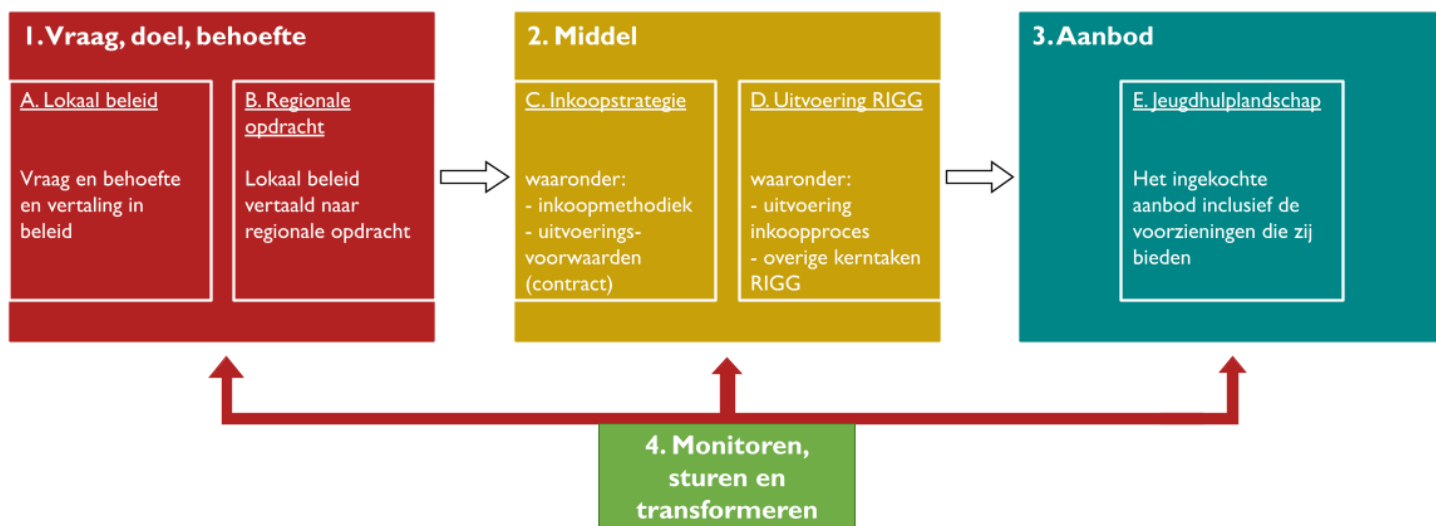 1. Vraag, doel, behoefte
A. Lokaal beleid
Vraag en behoefte
en vertaling in
beleid
B. Regionale
opdracht
Lokaal beleid
vertaald naar
regionale opdracht
2. Middel
C. Inkoopstrategie
waaronder:
- inkoopmethodiek
- uitvoerings-
voorwaarden
(contract)
D. Uitvoering RIGG
waaronder:
- uitvoering
inkoopproces
- overige kerntaken
RIGG
3. Aanbod
E. Jeugdhulplandschap
Het ingekochte
aanbod inclusief de
voorzieningen die zij
bieden
4. Monitoren,
sturen en
transformeren